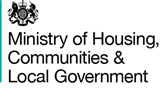 Ministry of Housing,
Communities &
Local Government